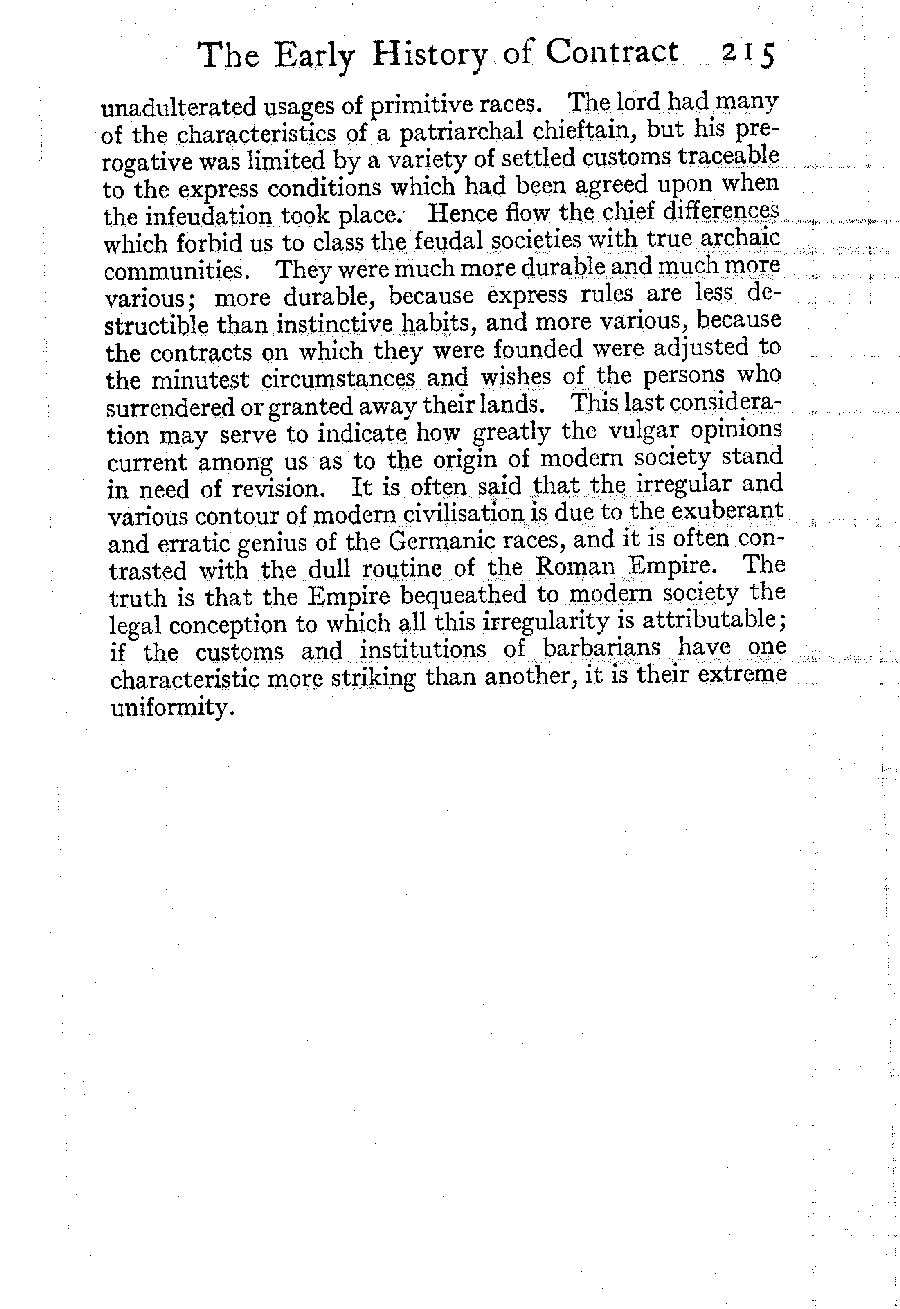 The Early History of Contract 215
unadulterated usages of primitive races. The lord had many
of the characteristics of a patriarchal chieftain, but his pre-
rogative was limited by a variety of settled customs traceable
to the express conditions which had been agreed upon when
the infeudation took place. Hence flow the chief differences
which forbid us to class the feudal societies with true archaic
communities. They were much more durable and much more
various; more durable, because express rules are less de-
structible than instinctive habits, and more various, because
the contracts on which they were founded were adjusted to
the minutest circumstances and wishes of the persons who
surrendered or granted away their lands. This last considera-
tion may serve to indicate how greatly the vulgar opinions
current among us as to the origin of modern society stand
in need of revision. It is often said that the irregular and
various contour of modern civilisation is due to the exuberant
and erratic genius of the Germanic races, and it is often con-
trasted with the dull routine of the Roman Empire. The
truth is that the Empire bequeathed to modern society the
legal conception to which all this irregularity is attributable;
if the customs and institutions of barbarians have one
characteristic more striking than another, it is their extreme
uniformity.